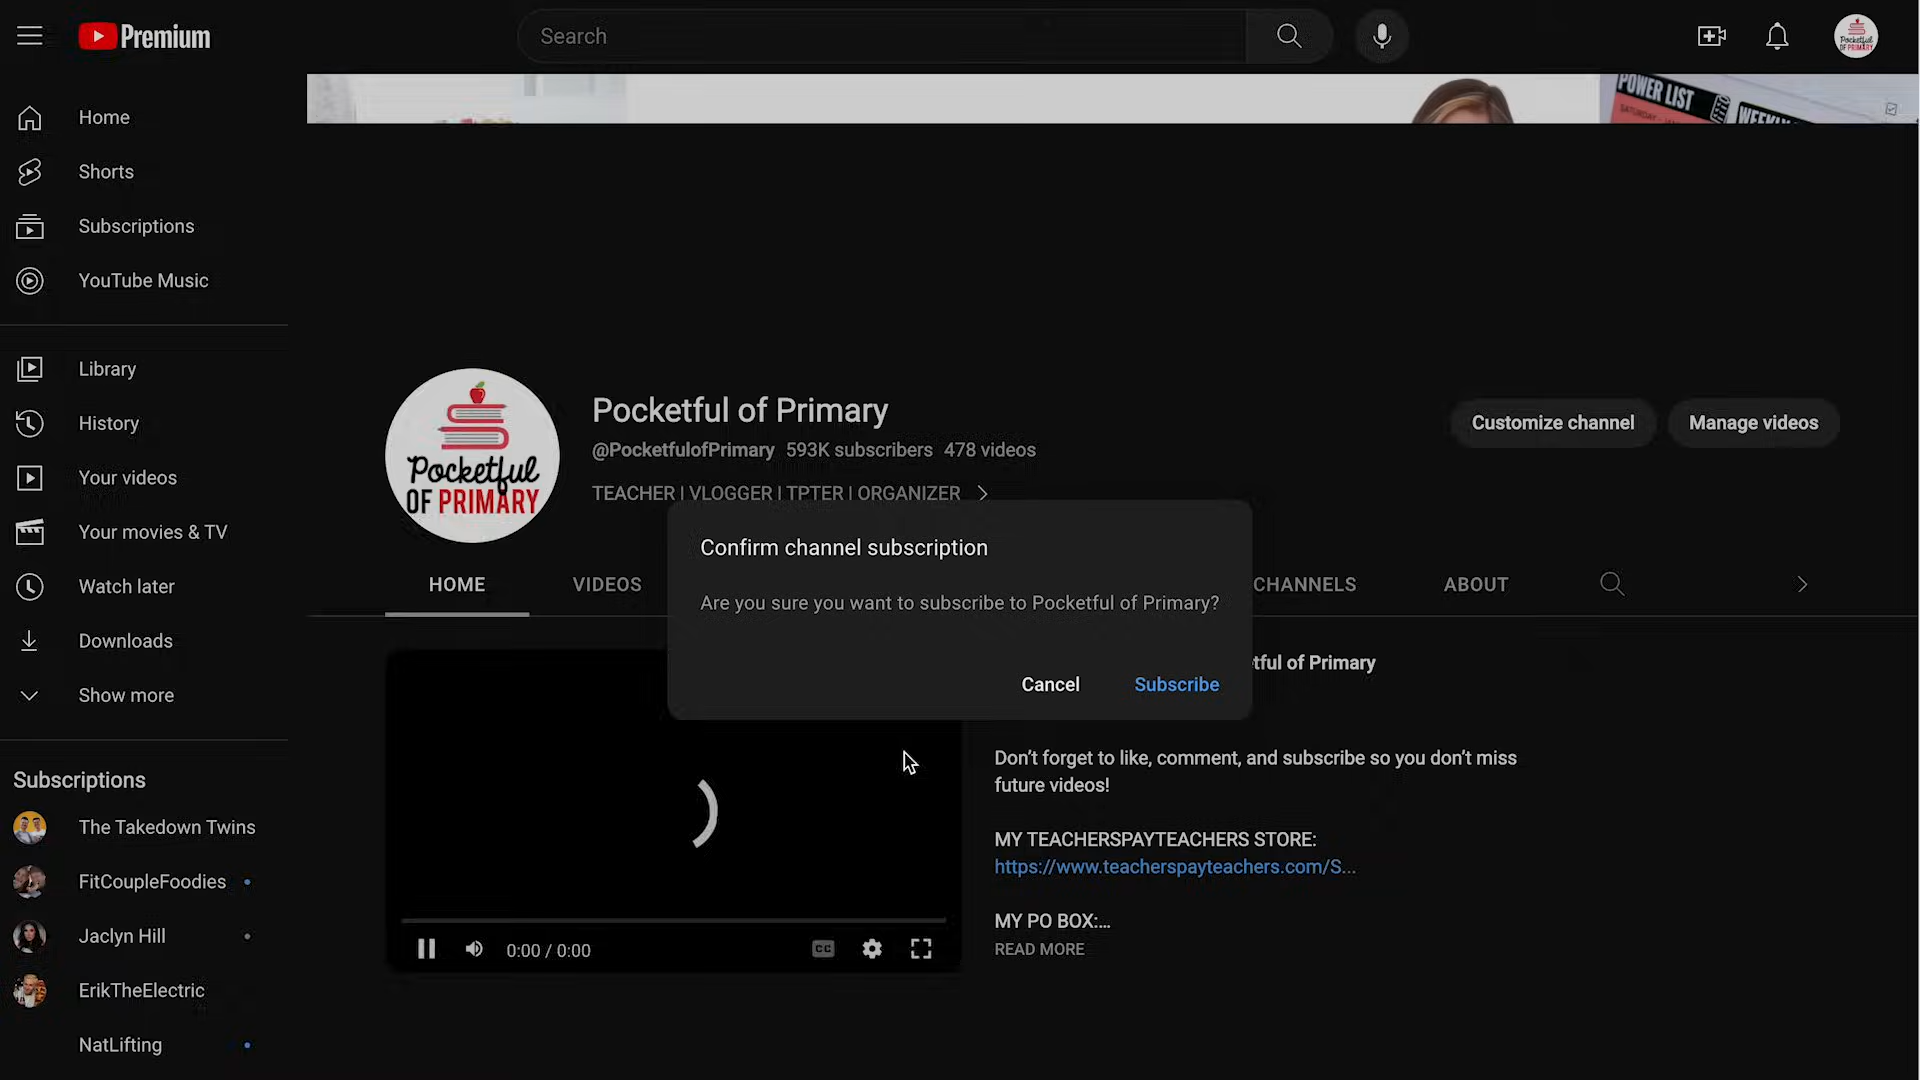 Premium
Search
Pocketful
OF PRIMARY
Home
Shorts
Subscriptions
YouTube Music
Library
History
Your videos
Your movies & TV
Watch later
Downloads
Show more
Subscriptions
The Takedown Twins
FitCoupleFoodies
Jaclyn Hill
ErikTheElectric
NatLifting
POWER LIST
Pocketful
OF PRIMARY
Pocketful of Primary
@PocketfulofPrimary 593K subscribers 478 videos
TEACHER | VLOGGER | TPTER | ORGANIZER
Customize channel
Manage videos
HOME
VIDEOS
CHANNELS
ABOUT
Confirm channel subscription
Are you sure you want to subscribe to Pocketful of Primary?
Cancel
Subscribe
tful of Primary
Don't forget to like, comment, and subscribe so you don't miss
future videos!
MY TEACHERSPAYTEACHERS STORE:
https://www.teacherspayteachers.com/S...
MY PO BOX:...
READ MORE
0:00 / 0:00
CC